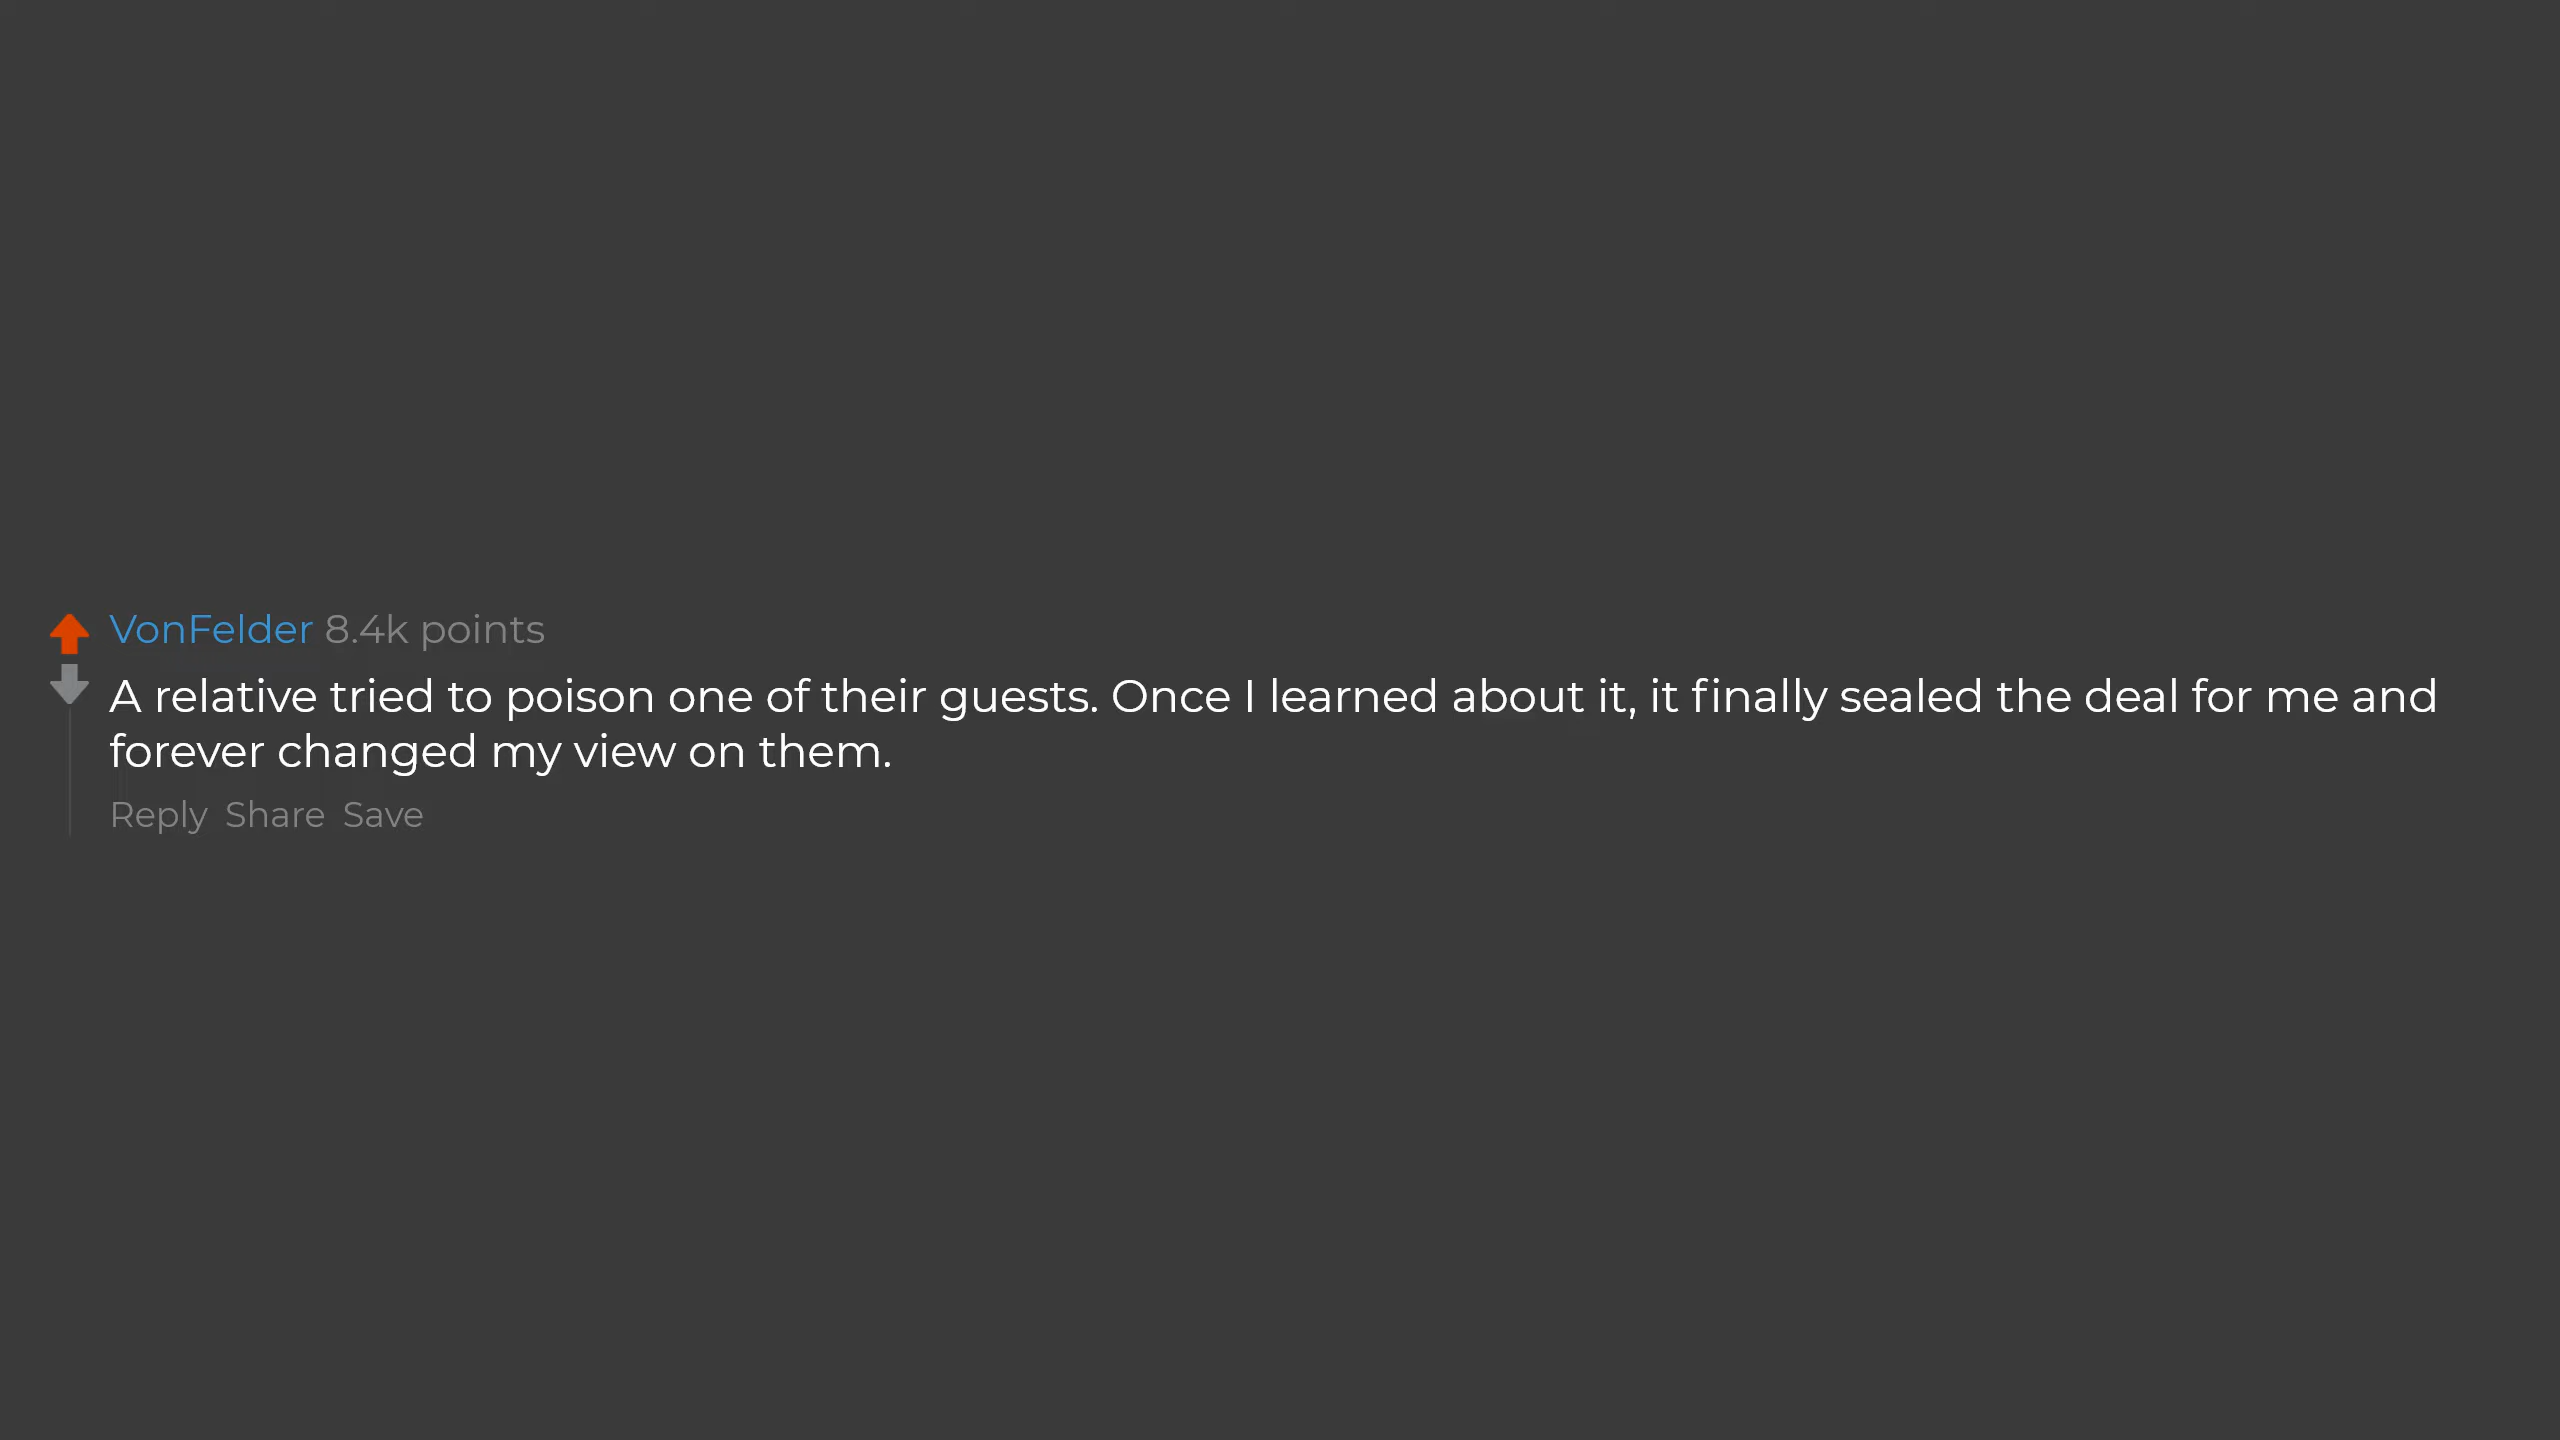 VonFelder 8.4k points
A relative tried to poison one of their guests. Once I learned about it, it finally sealed the deal for me and
forever changed my view on them.
Reply Share Save